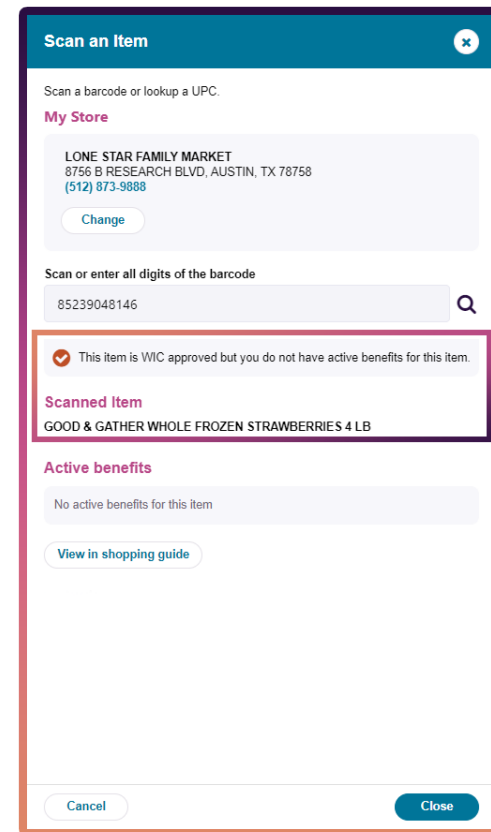 Scan an Item
Scan a barcode or lookup a UPC.
My Store
LONE STAR FAMILY MARKET
8756 B RESEARCH BLVD, AUSTIN, TX 78758
(512) 873-9888
Change
Scan or enter all digits of the barcode
85239048146
This item is WIC approved but you do not have active benefits for this item.
Scanned Item
GOOD & GATHER WHOLE FROZEN STRAWBERRIES 4 LB
Active benefits
No active benefits for this item
View in shopping guide
Cancel
Close